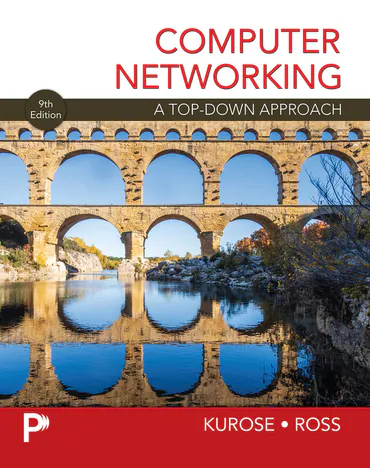 COMPUTER
NETWORKING
9th
Edition
A TOP-DOWN APPROACH
KUROSE • ROSS
P